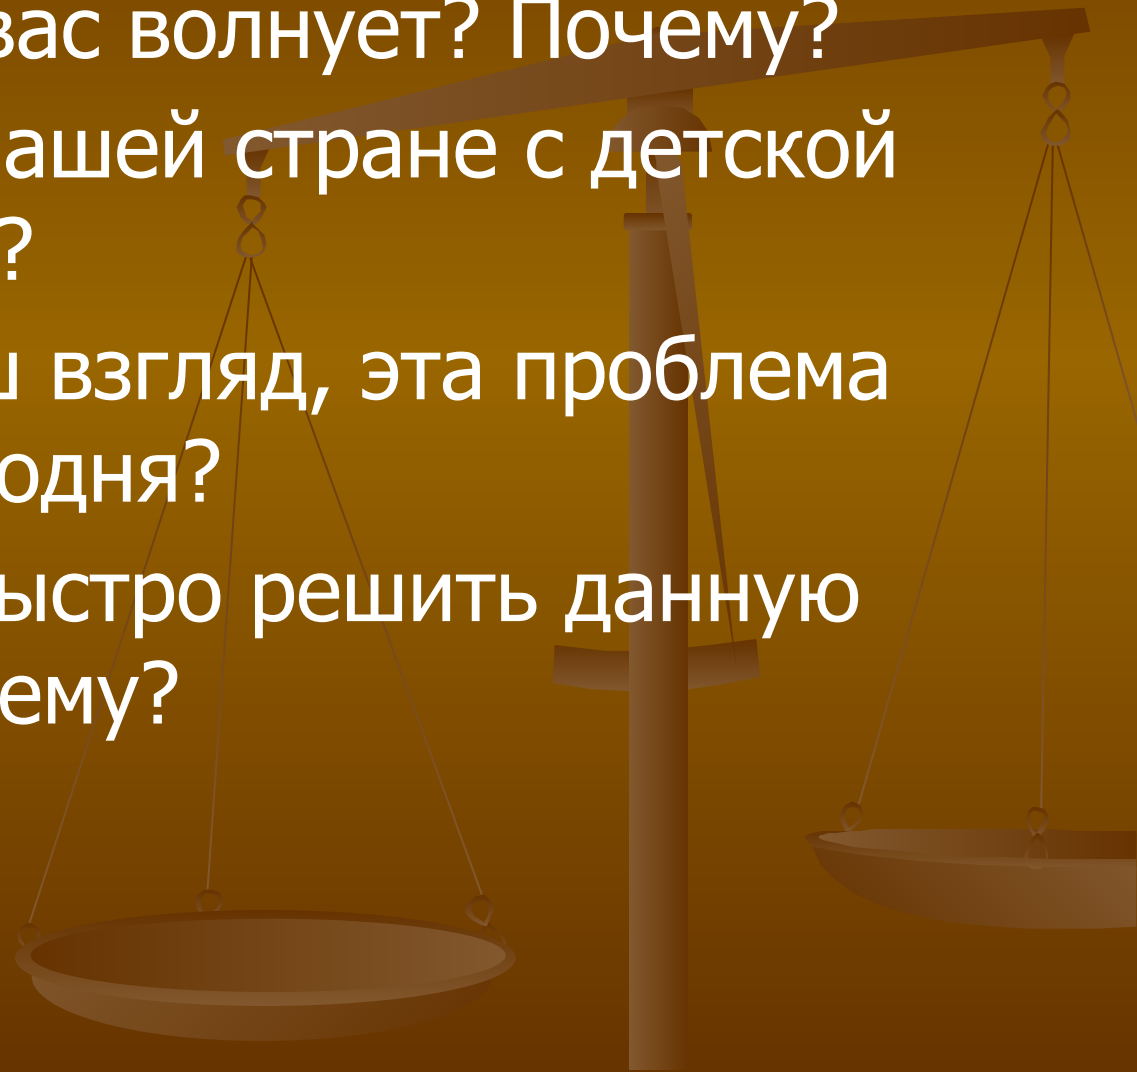 вас волнует? Почему?
ашей стране с детской
?
ш взгляд, эта проблема
одня?
ыстро решить данную
ему?